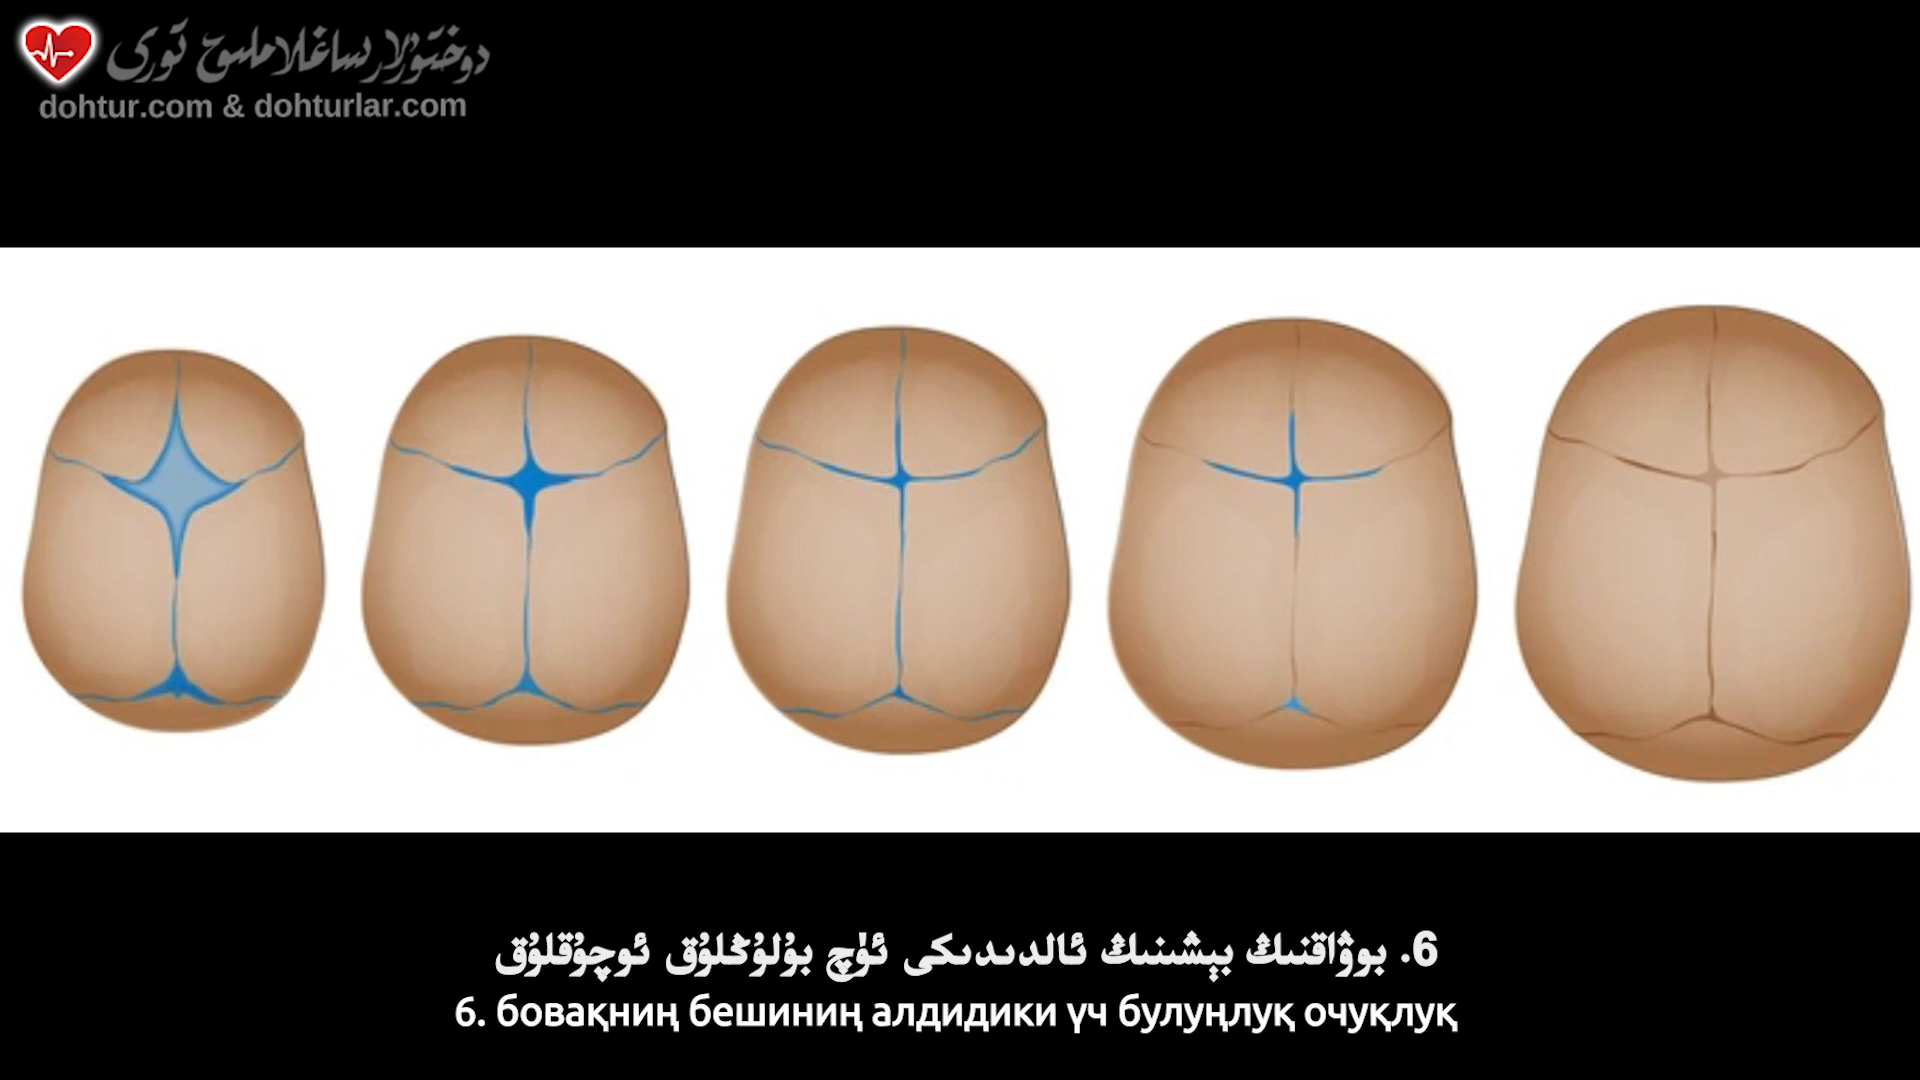 دوختۇرلار ساغلاملىق تورى
dohtur.com & dohturlar.com
6. بوۋاقنىڭ بېشىنىڭ ئالدىدىكى ئۈچ بۇلۇڭلۇق ئوچۇقلۇق
6. бовақниң бешиниң алдидики үч булуңлуқ очуқлуқ